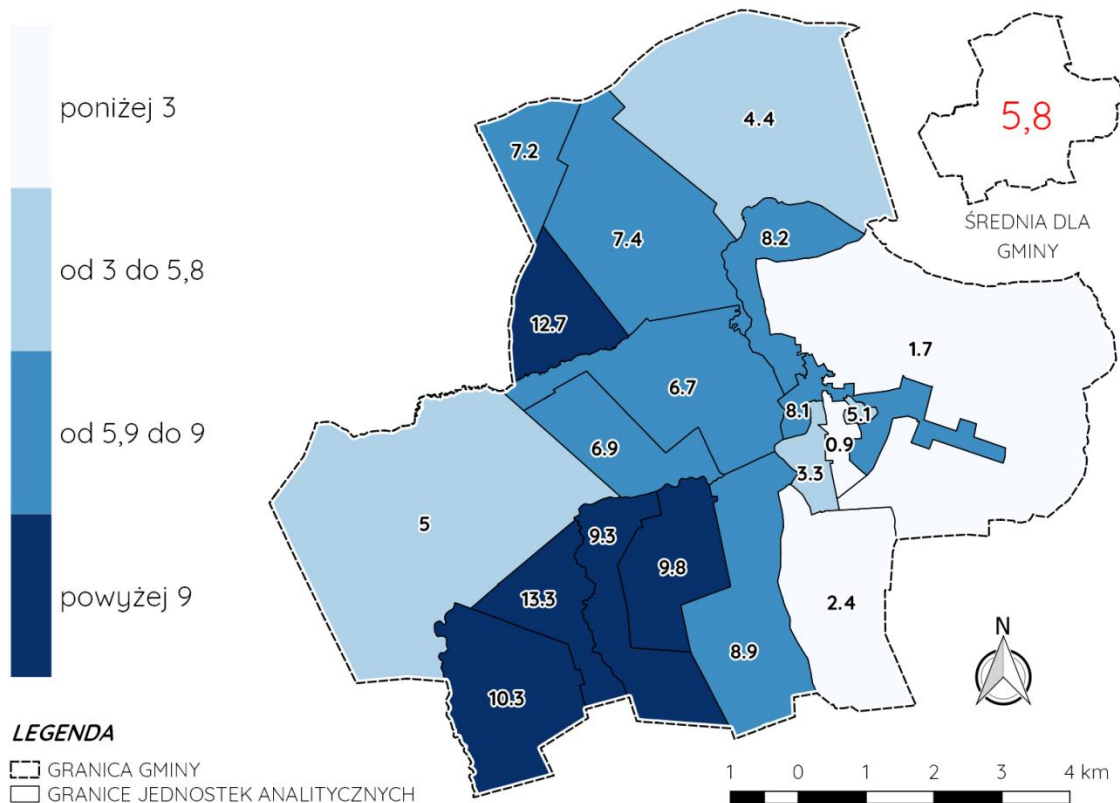 poniżej 3
od 3 do 5,8
od 5,9 do 9
powyżej 9
5,8
ŚREDNIA DLA
GMINY
4.4
7.2
7.4
8.2
12.7
1.7
6.7
8.1
5.1
0.9
6.9
3.3
5
9.3
9.8
13.3
2.4
8.9
10.3
N
LEGENDA
GRANICA GMINY
GRANICE JEDNOSTEK ANALITYCZNYCH
1 0 1 2 3 4 km